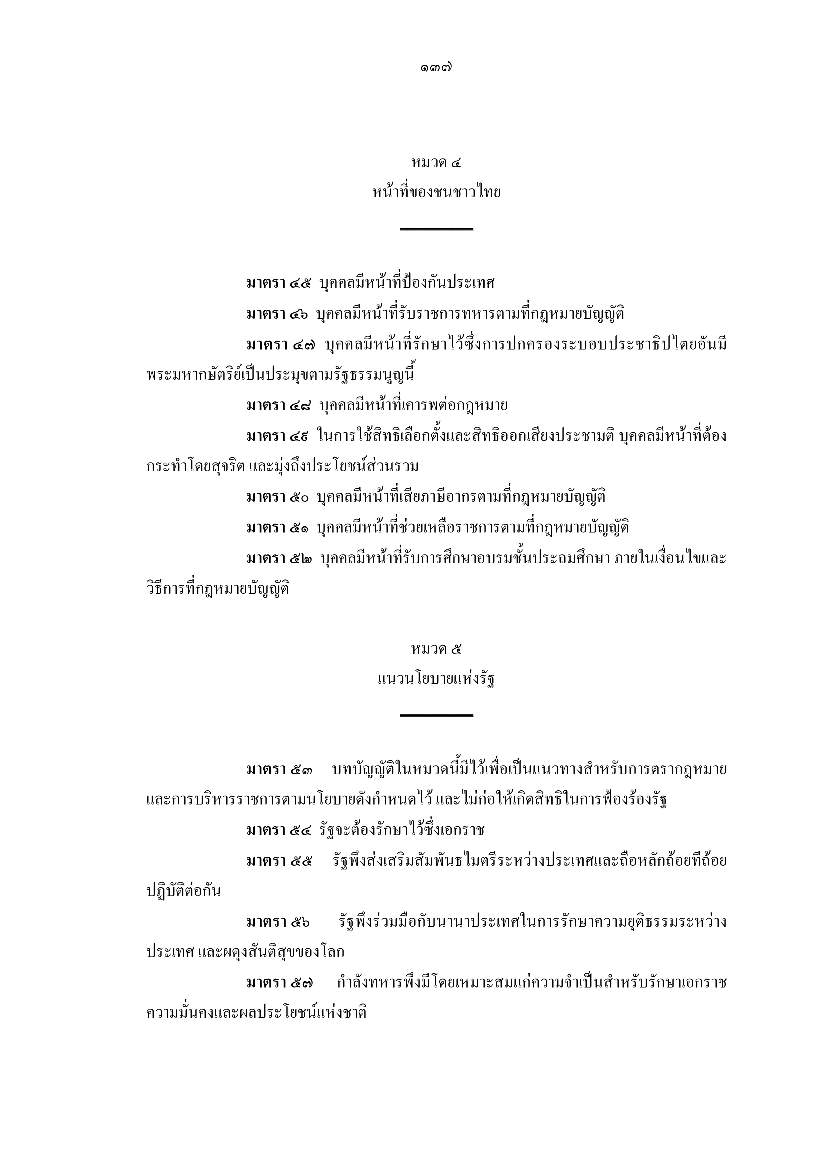 ๑๓๗
หมวด ๔
หน้าที่ของชนชาวไทย
มาตรา ๔๕ บุคคลมีหน้าที่ป้องกันประเทศ
มาตรา ๔๖ บุคคลมีหน้าที่รับราชการทหารตามที่กฎหมายบัญญัติ
มาตรา ๔๗ บุคคลมีหน้าที่รักษาไว้ซึ่งการปกครองระบอบประชาธิปไตยอันมี
พระมหากษัตริย์เป็นประมุขตามรัฐธรรมนูญนี้
มาตรา ๔๘ บุคคลมีหน้าที่เคารพต่อกฎหมาย
มาตรา ๔๙ ในการใช้สิทธิเลือกตั้งและสิทธิออกเสียงประชามติ บุคคลมีหน้าที่ต้อง
กระทำโดยสุจริต และมุ่งถึงประโยชน์ส่วนรวม
มาตรา ๕๐ บุคคลมีหน้าที่เสียภาษีอากรตามที่กฎหมายบัญญัติ
มาตรา ๕๑ บุคคลมีหน้าที่ช่วยเหลือราชการตามที่กฎหมายบัญญัติ
มาตรา ๕๒ บุคคลมีหน้าที่รับการศึกษาอบรมชั้นประถมศึกษา ภายในเงื่อนไขและ
วิธีการที่กฎหมายบัญญัติ
หมวด ๕
แนวนโยบายแห่งรัฐ
มาตรา ๕๓ บทบัญญัติในหมวดนี้มีไว้เพื่อเป็นแนวทางสำหรับการตรากฎหมาย
และการบริหารราชการตามนโยบายดังกำหนดไว้ และไม่ก่อให้เกิดสิทธิในการฟ้องร้องรัฐ
มาตรา ๕๔ รัฐจะต้องรักษาไว้ซึ่งเอกราช
มาตรา ๕๕ รัฐพึงส่งเสริมสัมพันธไมตรีระหว่างประเทศและถือหลักถ้อยทีถ้อย
ปฏิบัติต่อกัน
มาตรา ๕๖ รัฐพึงร่วมมือกับนานาประเทศในการรักษาความยุติธรรมระหว่าง
ประเทศ และผดุงสันติสุขของโลก
มาตรา ๕๗ กำลังทหารพึงมีโดยเหมาะสมแก่ความจำเป็นสำหรับรักษาเอกราช
ความมั่นคงและผลประโยชน์แห่งชาติ